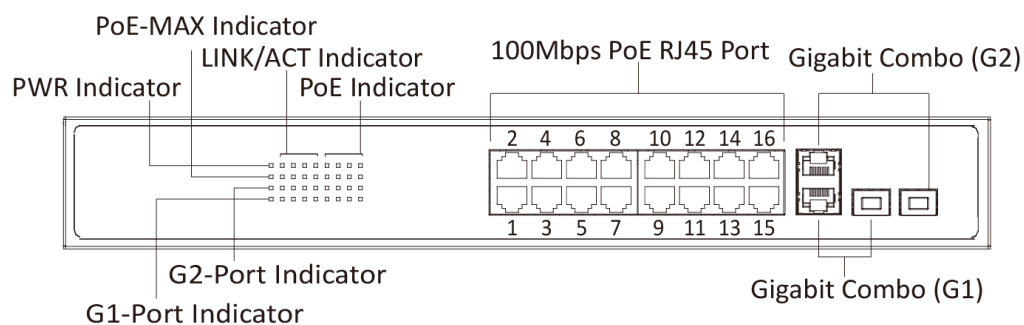 PoE-MAX Indicator
LINK/ACT Indicator
PWR Indicator
PoE Indicator
100Mbps PoE RJ45 Port
Gigabit Combo (G2)
2 4 6 8 10 12 14 16
1 3 5 7 9 11 13 15
G2-Port Indicator
G1-Port Indicator
Gigabit Combo (G1)